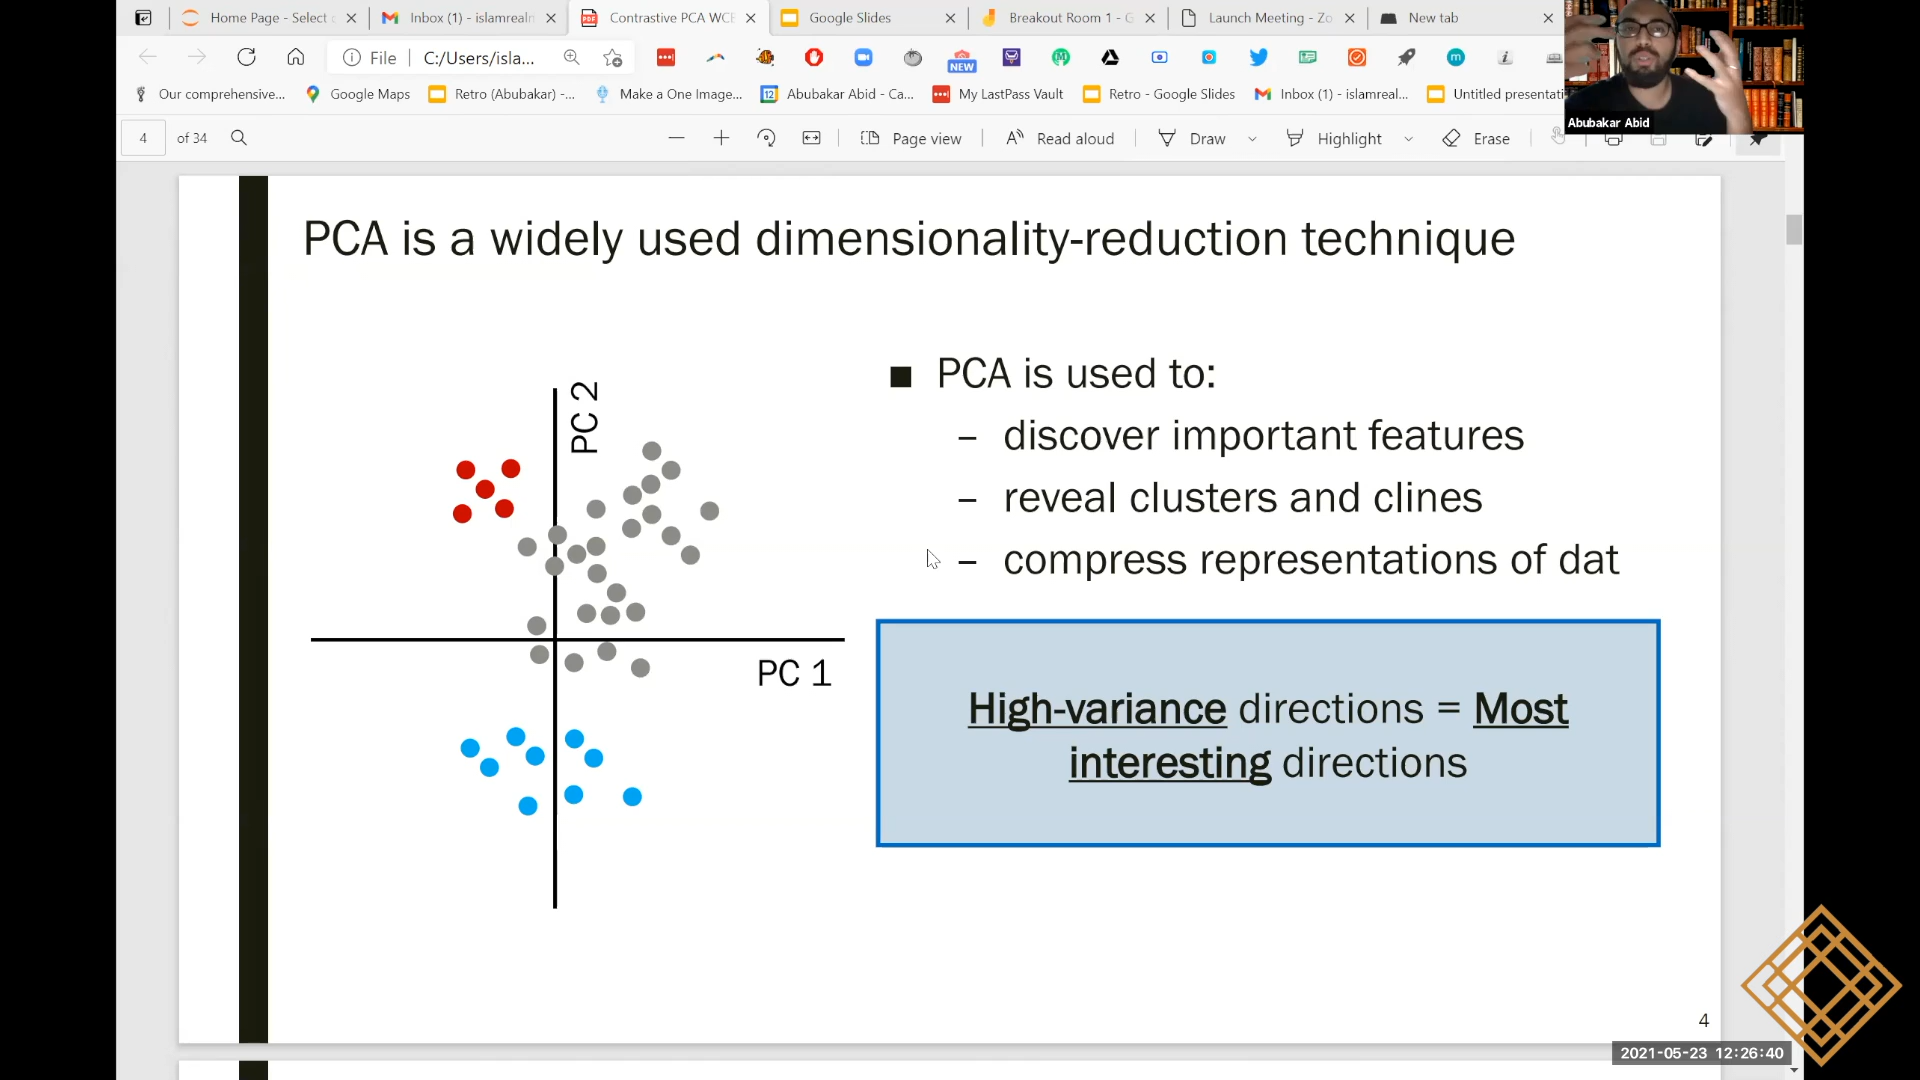 Home Page - Select
Inbox (1) - islamrealr
Contrastive PCA WCE
Google Slides
Breakout Room 1 - G
Launch Meeting - Zo
New tab
File
C:/Users/isla...
NEW
Our comprehensive...
Google Maps
Retro (Abubakar) -...
Make a One Image...
12
Abubakar Abid - Ca...
My LastPass Vault
Retro - Google Slides
Inbox (1) - islamreal...
Untitled presentati
Abubakar Abid
4
of 34
Page view
Read aloud
Draw
Highlight
Erase
PCA is a widely used dimensionality-reduction technique
PC 2
PC 1
■ PCA is used to:
– discover important features
– reveal clusters and clines
– compress representations of dat
High-variance directions = Most
interesting directions
4
2021-05-23 12:26:40